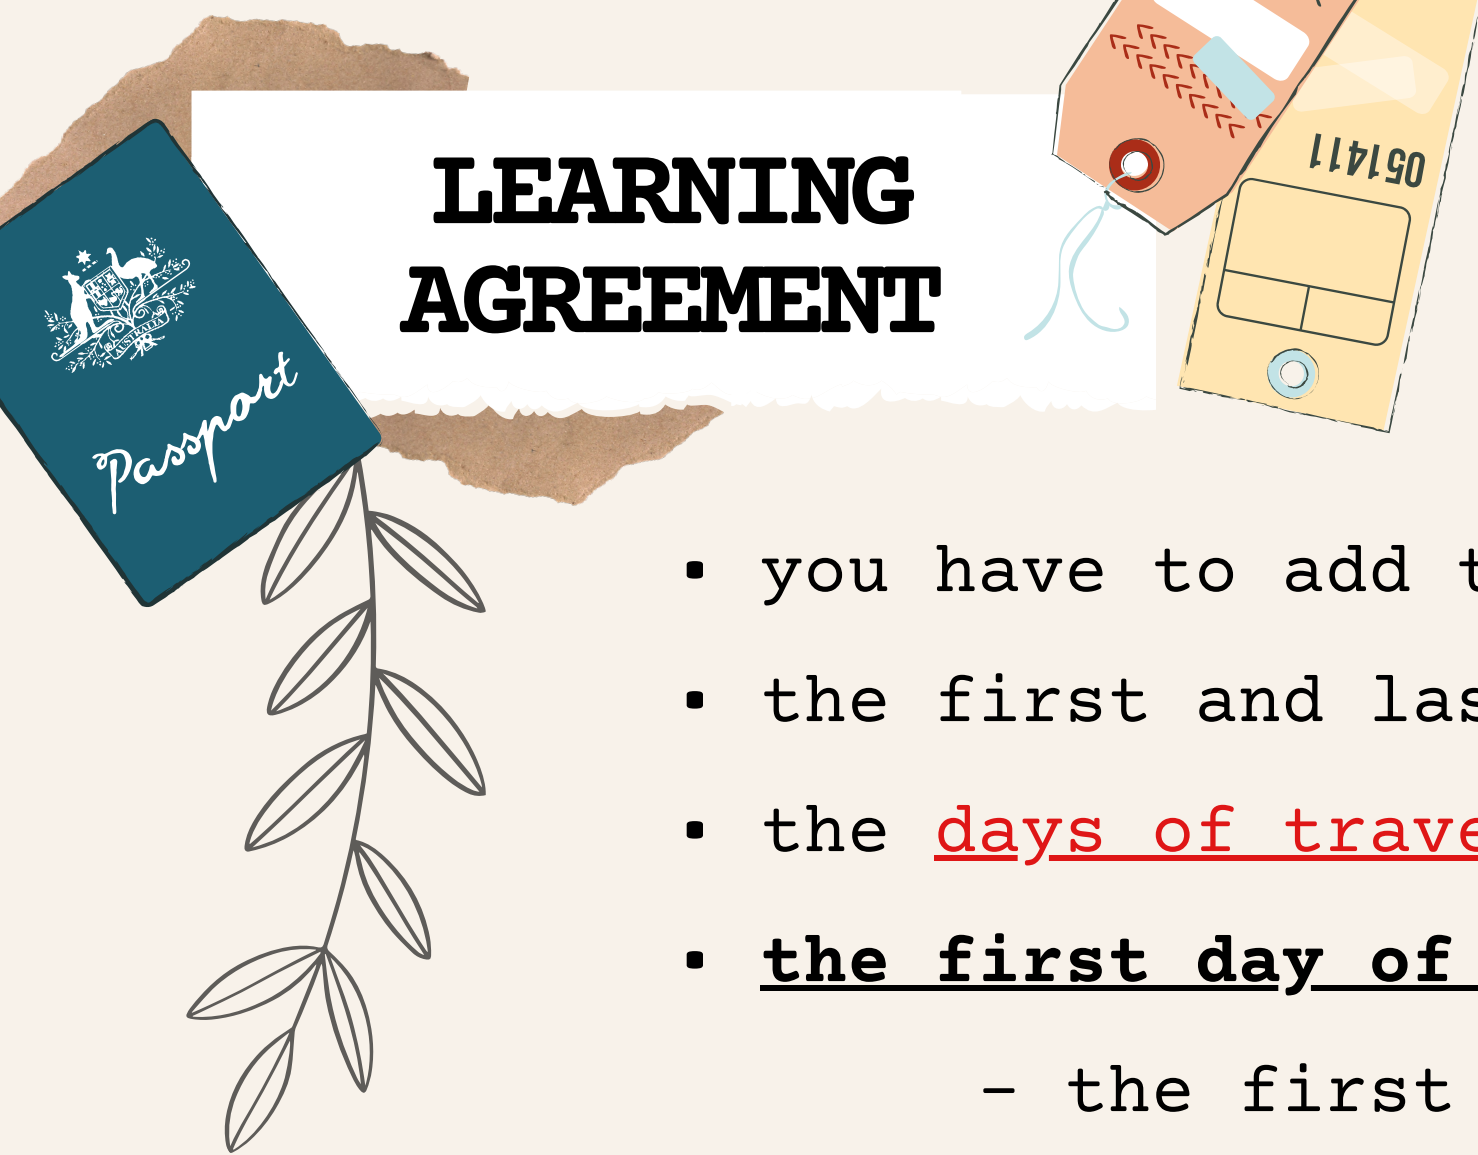 LEARNING
AGREEMENT
051411
AUSTRALIA
Passport
▪ you have to add
▪ the first and las
▪ the days of trave
▪ the first day of
– the first